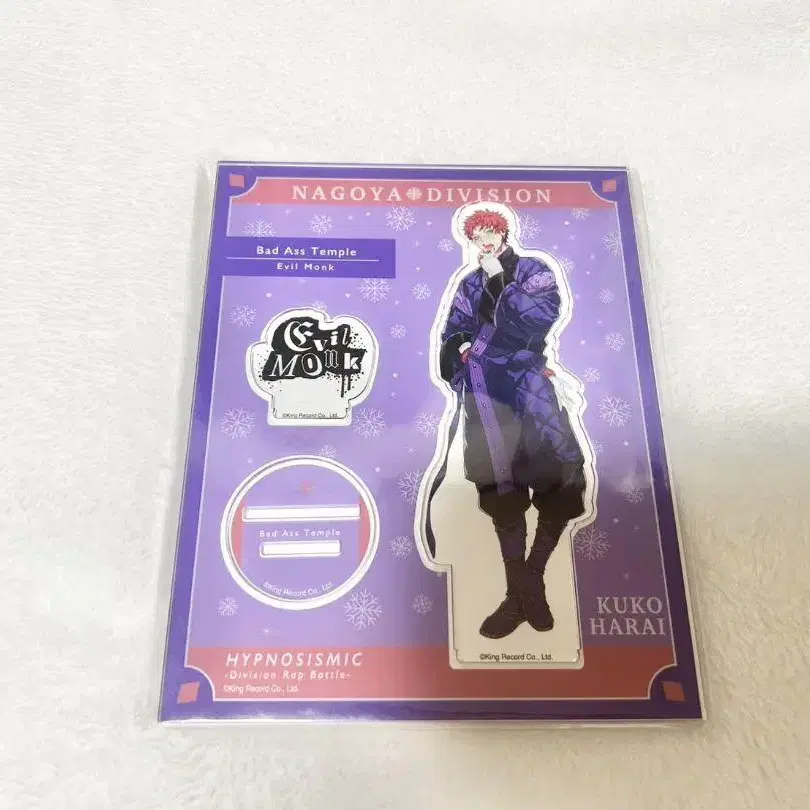 NAGOYA DIVISION
Bad Ass Temple
Evil Monk
Evil
MONK
©King Record Co., Ltd.
Bad Ass Temple
©King Record Co., Ltd.
KUKO
HARAI
©King Record Co., Ltd.
HYPNOSISMIC
-Division Rap Battle-
©King Record Co., Ltd.